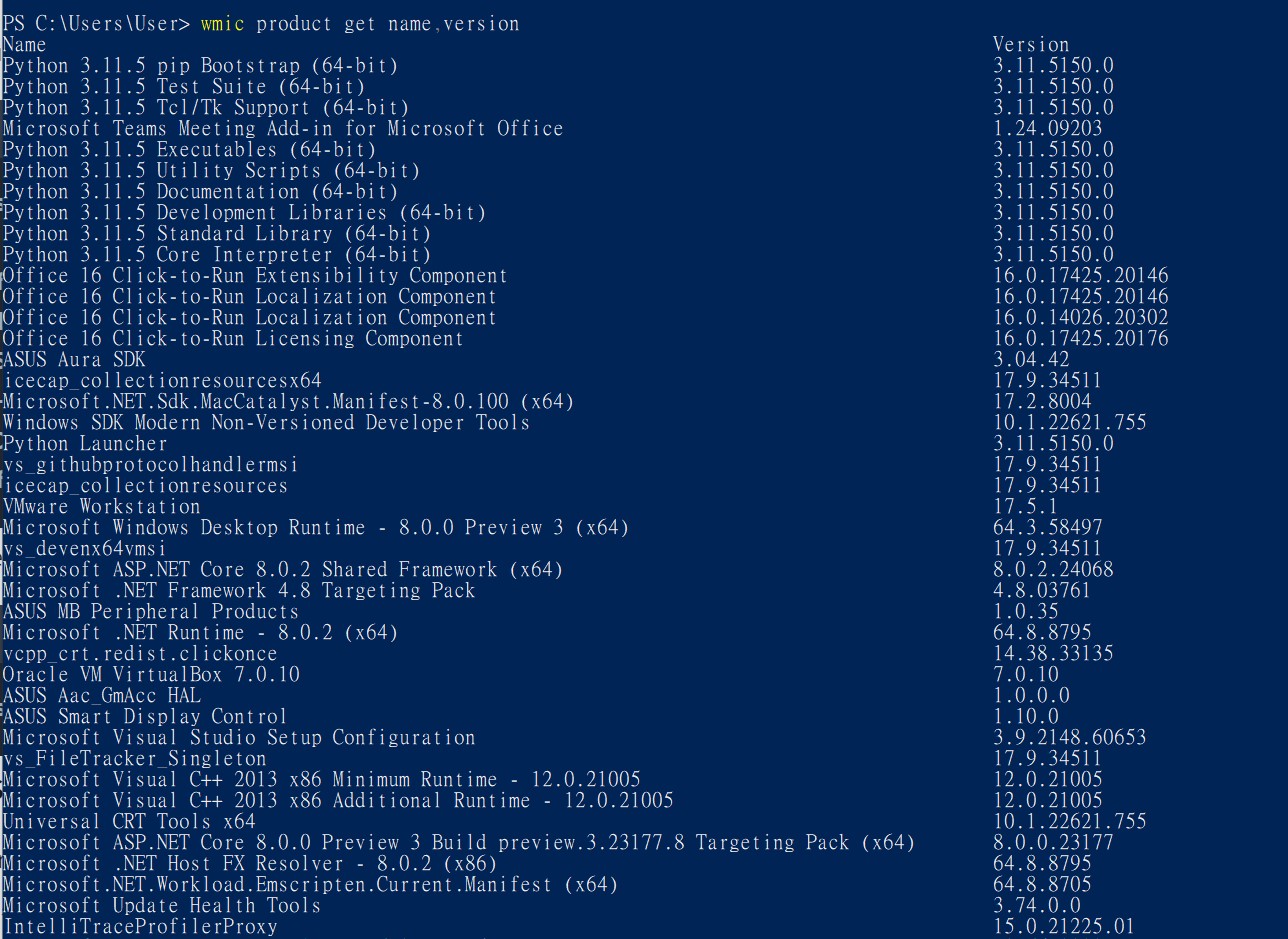 PS C:\Users\User> wmic product get name,version
Name Version
Python 3.11.5 pip Bootstrap (64-bit) 3.11.5150.0
Python 3.11.5 Test Suite (64-bit) 3.11.5150.0
Python 3.11.5 Tcl/Tk Support (64-bit) 3.11.5150.0
Microsoft Teams Meeting Add-in for Microsoft Office 1.24.09203
Python 3.11.5 Executables (64-bit) 3.11.5150.0
Python 3.11.5 Utility Scripts (64-bit) 3.11.5150.0
Python 3.11.5 Documentation (64-bit) 3.11.5150.0
Python 3.11.5 Development Libraries (64-bit) 3.11.5150.0
Python 3.11.5 Standard Library (64-bit) 3.11.5150.0
Python 3.11.5 Core Interpreter (64-bit) 3.11.5150.0
Office 16 Click-to-Run Extensibility Component 16.0.17425.20146
Office 16 Click-to-Run Localization Component 16.0.17425.20146
Office 16 Click-to-Run Localization Component 16.0.14026.20302
Office 16 Click-to-Run Licensing Component 16.0.17425.20176
ASUS Aura SDK 3.04.42
icecap_collectionresourcesx64 17.9.34511
Microsoft.NET.Sdk.MacCatalyst.Manifest-8.0.100 (x64) 17.2.8004
Windows SDK Modern Non-Versioned Developer Tools 10.1.22621.755
Python Launcher 3.11.5150.0
vs_githubprotocolhandlermsi 17.9.34511
icecap_collectionresources 17.9.34511
VMware Workstation 17.5.1
Microsoft Windows Desktop Runtime - 8.0.0 Preview 3 (x64) 64.3.58497
vs_devenx64vmsi 17.9.34511
Microsoft ASP.NET Core 8.0.2 Shared Framework (x64) 8.0.2.24068
Microsoft .NET Framework 4.8 Targeting Pack 4.8.03761
ASUS MB Peripheral Products 1.0.35
Microsoft .NET Runtime - 8.0.2 (x64) 64.8.8795
vcpp_crt.redist.clickonce 14.38.33135
Oracle VM VirtualBox 7.0.10 7.0.10
ASUS Aac_GmAcc HAL 1.0.0.0
ASUS Smart Display Control 1.10.0
Microsoft Visual Studio Setup Configuration 3.9.2148.60653
vs_FileTracker_Singleton 17.9.34511
Microsoft Visual C++ 2013 x86 Minimum Runtime - 12.0.21005 12.0.21005
Microsoft Visual C++ 2013 x86 Additional Runtime - 12.0.21005 12.0.21005
Universal CRT Tools x64 10.1.22621.755
Microsoft ASP.NET Core 8.0.0 Preview 3 Build preview.3.23177.8 Targeting Pack (x64) 8.0.0.23177
Microsoft .NET Host FX Resolver - 8.0.2 (x86) 64.8.8795
Microsoft.NET.Workload.Emscripten.Current.Manifest (x64) 64.8.8705
Microsoft Update Health Tools 3.74.0.0
IntelliTraceProfilerProxy 15.0.21225.01